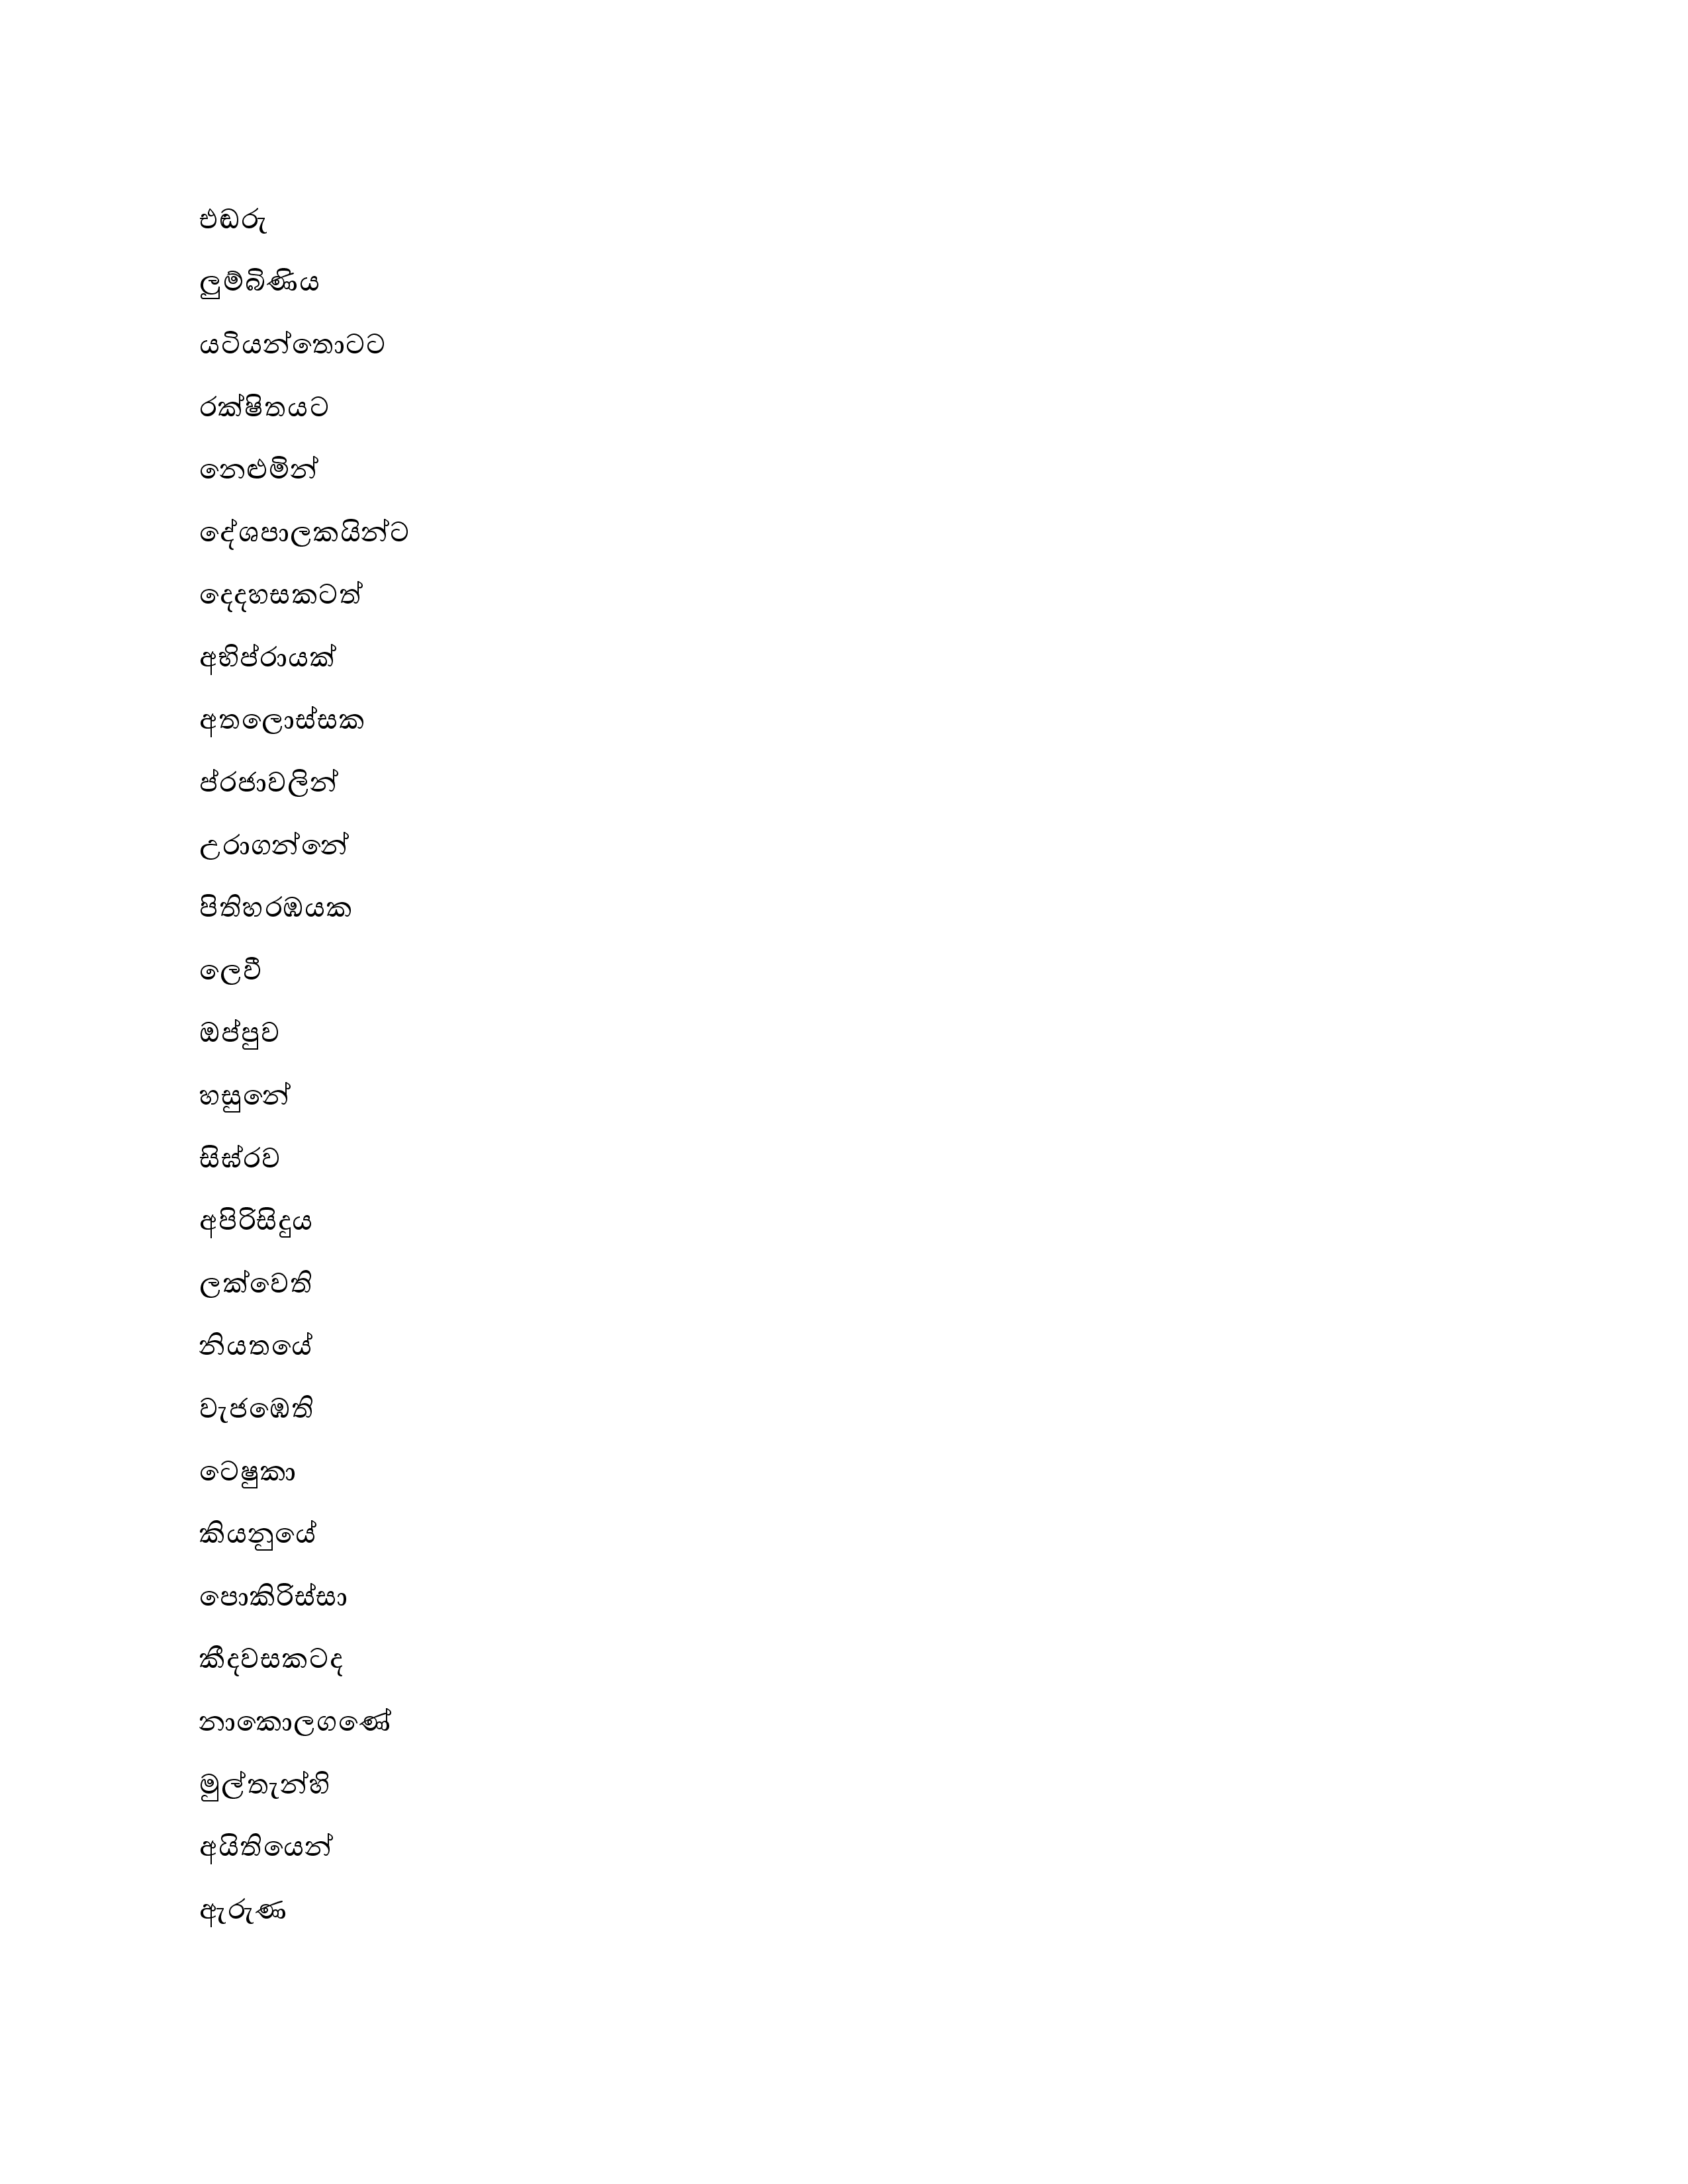 එඬරු
ලුම්බිණිය
යටියන්තොටට
රක්ෂිතයට
නෙළුමින්
දේශපාලකයින්ට
දෙදහසකටත්
අභිප්රායක්
අතලොස්සක
ප්රජාවලින්
උරාගන්නේ
පිතිහරඹයක
ලෙවී
ඔප්පුව
හසුනේ
සිඝ්රව
අපිරිසිදුය
ලක්වෙති
නියතයේ
වැජඹෙති
ටෙෂුකා
කියනුයේ
පොකිරිස්සා
කීදවසකටද
නාකොලගණේ
මුල්තැන්හි
අයිතියෙන්
ඇරුණ